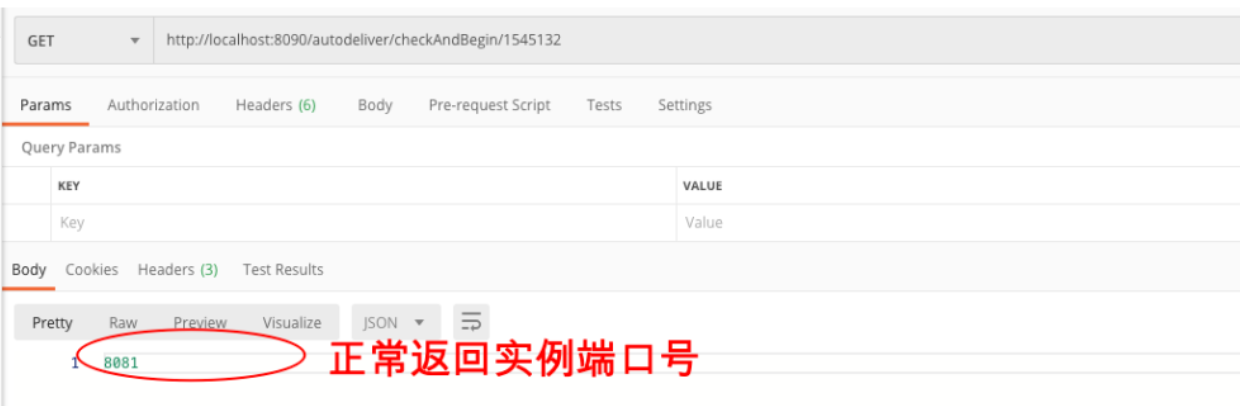 GET http://localhost:8090/autodeliver/checkAndBegin/1545132
Params Authorization Headers (6) Body Pre-request Script Tests Settings
Query Params
KEY VALUE
Key Value
Body Cookies Headers (3) Test Results
Pretty Raw Preview Visualize JSON
1 8081 正常返回实例端口号